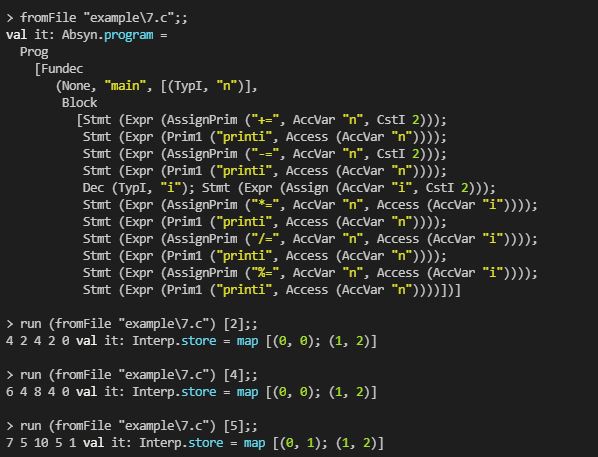 > fromFile "example\7.c";;
val it: Absyn.program =
  Prog
    [Fundec
       (None, "main", [(TypI, "n")],
        Block
          [Stmt (Expr (AssignPrim ("+=", AccVar "n", CstI 2)));
           Stmt (Expr (Prim1 ("printi", Access (AccVar "n"))));
           Stmt (Expr (AssignPrim ("-=", AccVar "n", CstI 2)));
           Stmt (Expr (Prim1 ("printi", Access (AccVar "n"))));
           Dec (TypI, "i"); Stmt (Expr (Assign (AccVar "i", CstI 2)));
           Stmt (Expr (AssignPrim ("*=", AccVar "n", Access (AccVar "i"))));
           Stmt (Expr (Prim1 ("printi", Access (AccVar "n"))));
           Stmt (Expr (AssignPrim ("/=", AccVar "n", Access (AccVar "i"))));
           Stmt (Expr (Prim1 ("printi", Access (AccVar "n"))));
           Stmt (Expr (AssignPrim ("%=", AccVar "n", Access (AccVar "i"))));
           Stmt (Expr (Prim1 ("printi", Access (AccVar "n"))))])]
> run (fromFile "example\7.c") [2];;
4 2 4 2 0 val it: Interp.store = map [(0, 0); (1, 2)]
> run (fromFile "example\7.c") [4];;
6 4 8 4 0 val it: Interp.store = map [(0, 0); (1, 2)]
> run (fromFile "example\7.c") [5];;
7 5 10 5 1 val it: Interp.store = map [(0, 1); (1, 2)]